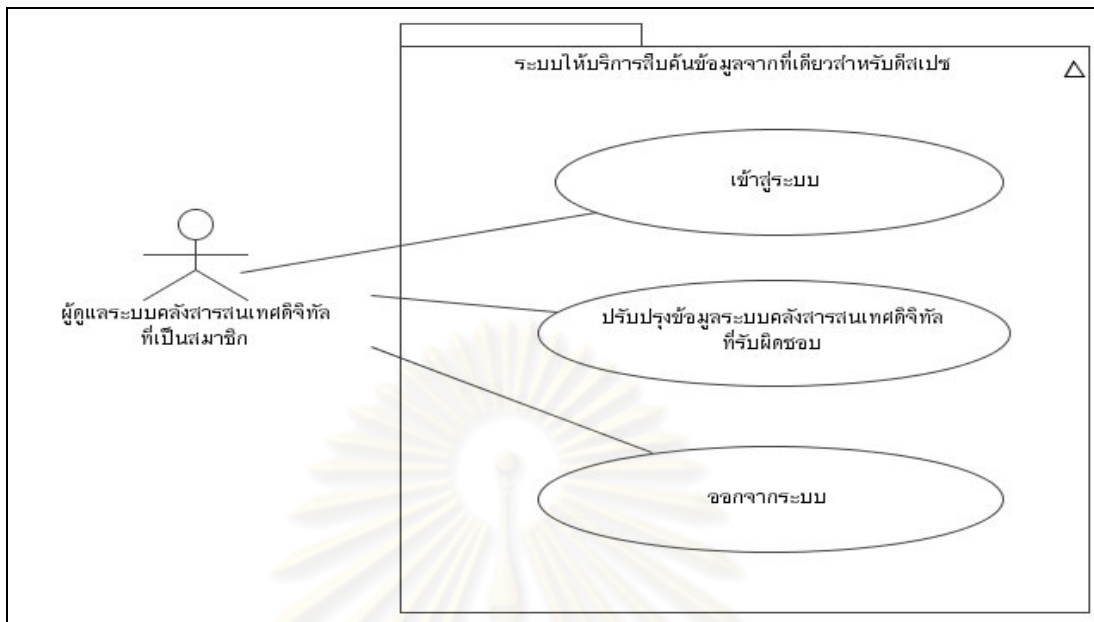 ระบบให้บริการสืบค้นข้อมูลจากที่เดียวสำหรับดีสเปซ
เข้าสู่ระบบ
ผู้ดูแลระบบคลังสารสนเทศดิจิทัล
ที่เป็นสมาชิก
ปรับปรุงข้อมูลระบบคลังสารสนเทศดิจิทัล
ที่รับผิดชอบ
ออกจากระบบ